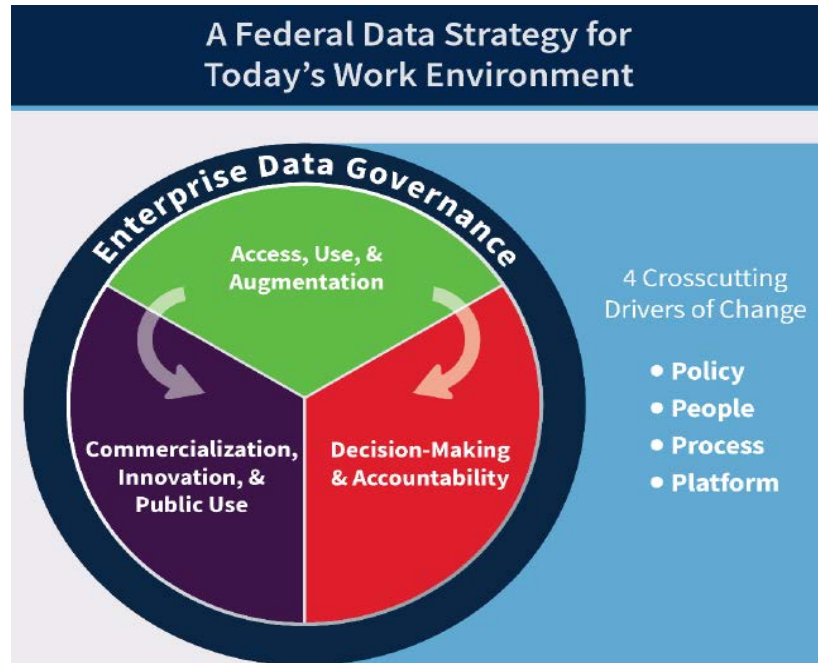 A Federal Data Strategy for
Today's Work Environment
Enterprise Data Governance
Access, Use, &
Augmentation
Commercialization,
Innovation, &
Public Use
Decision-Making
& Accountability
4 Crosscutting
Drivers of Change
• Policy
• People
• Process
• Platform